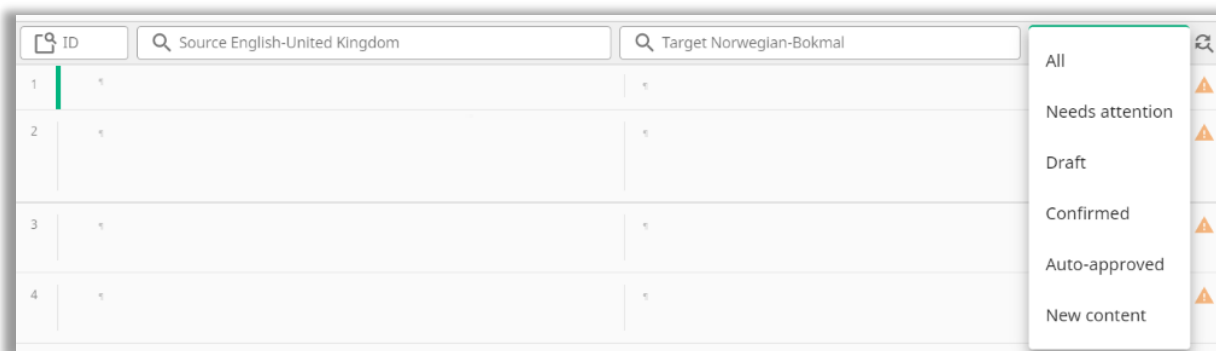 ID
Source English-United Kingdom
Target Norwegian-Bokmal
All
1 ¶ ¶
Needs attention
2 ¶ ¶
Draft
Confirmed
3 ¶ ¶
Auto-approved
4 ¶ ¶
New content